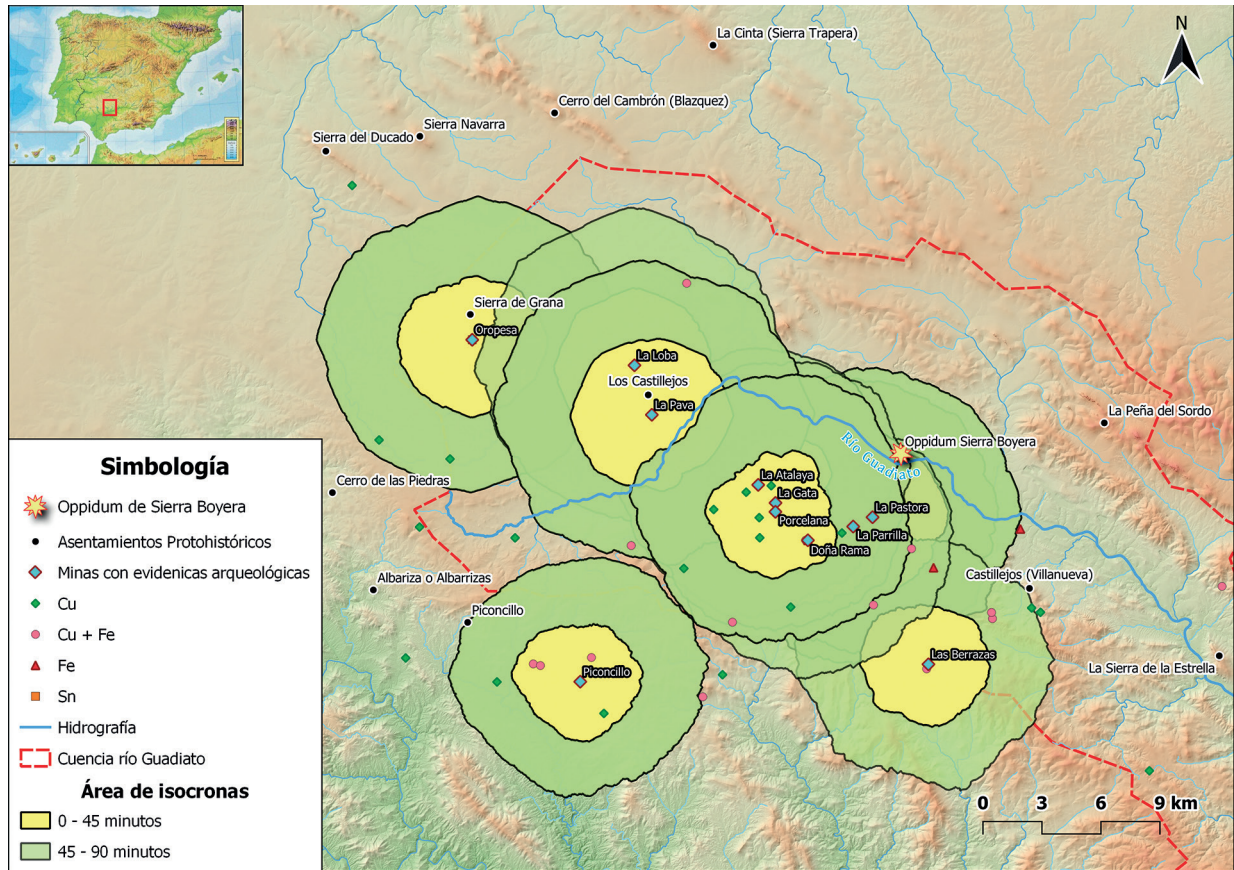 N
La Cinta (Sierra Trapera)
Cerro del Cambrón (Blazquez)
Sierra Navarra
Sierra del Ducado
Sierra de Grana
Oropesa
La Loba
Los Castillejos
La Pava
La Peña del Sordo
Oppidum Sierra Boyera
Río Guadiato
La Atalaya
La Gata
Porcelana
La Pastora
La Parrilla
Doña Rama
Cerro de las Piedras
Albariza o Albarrizas
Castillejos (Villanueva)
Piconcillo
Piconcillo
Las Berrazas
La Sierra de la Estrella
Simbología
Oppidum de Sierra Boyera
Asentamientos Protohistóricos
Minas con evidenicas arqueológicas
Cu
Cu + Fe
Fe
Sn
Hidrografía
Cuencia río Guadiato
Área de isocronas
0 - 45 minutos
45 - 90 minutos
0 3 6 9 km